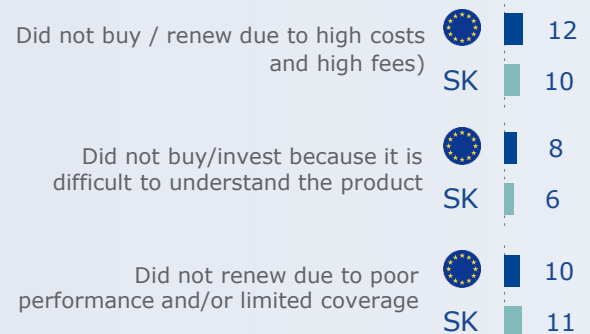 Did not buy / renew due to high costs
and high fees)
12
SK 10
Did not buy/invest because it is
difficult to understand the product
8
SK 6
Did not renew due to poor
performance and/or limited coverage
10
SK 11